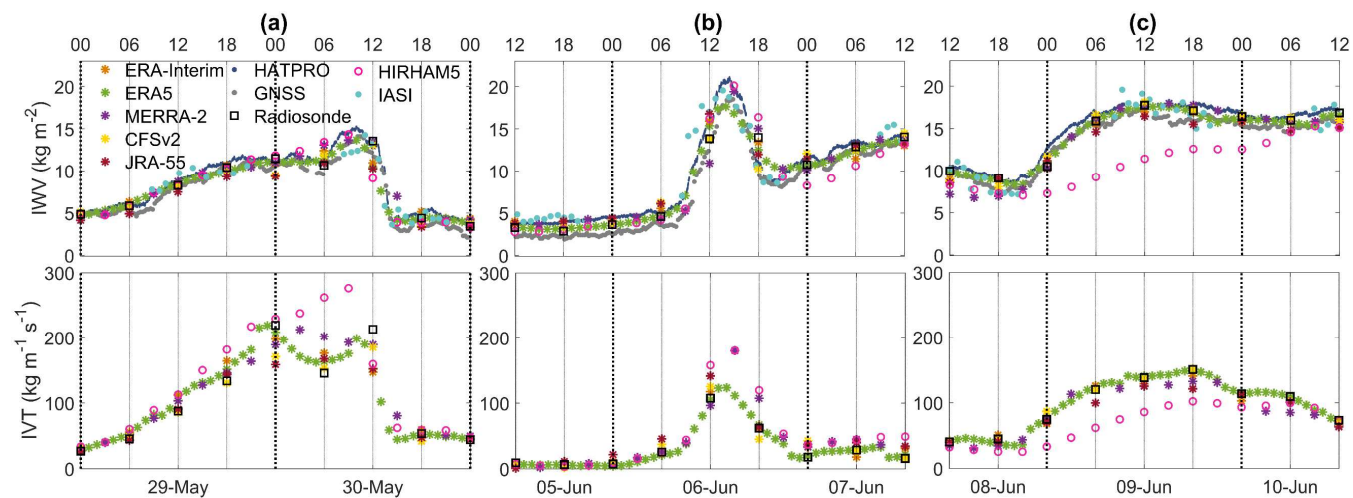 (a) (b) (c)
00 06 12 18 00 06 12 18 00 12 18 00 06 12 18 00 06 12 12 18 00 06 12 18 00 06 12
IWV (kg m-2)
20
15
10
5
0
ERA-Interim HATPRO HIRHAM5
ERA5 GNSS IASI
MERRA-2 Radiosonde
CFSv2
JRA-55
20
15
10
5
0
20
15
10
5
0
IVT (kg m-1 s-1)
300
200
100
0
300
200
100
0
300
200
100
0
29-May 30-May 05-Jun 06-Jun 07-Jun 08-Jun 09-Jun 10-Jun